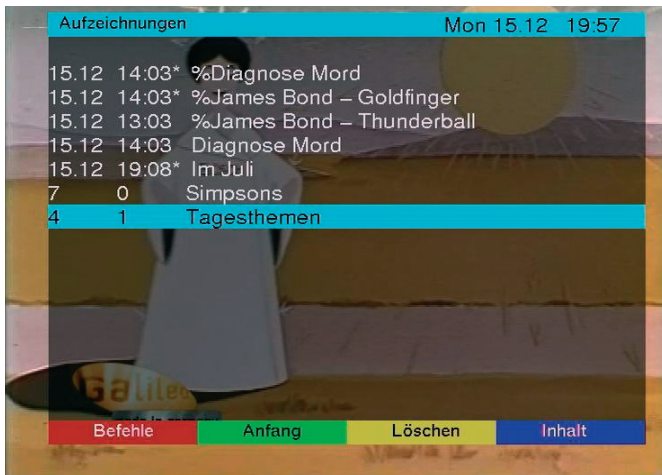 Aufzeichnungen Mon 15.12 19:57
15.12 14:03* %Diagnose Mord
15.12 14:03* %James Bond – Goldfinger
15.12 13:03 %James Bond – Thunderball
15.12 14:03 Diagnose Mord
15.12 19:08* Im Juli
7 0 Simpsons
4 1 Tagesthemen
Galileo
Befehle Anfang Löschen Inhalt